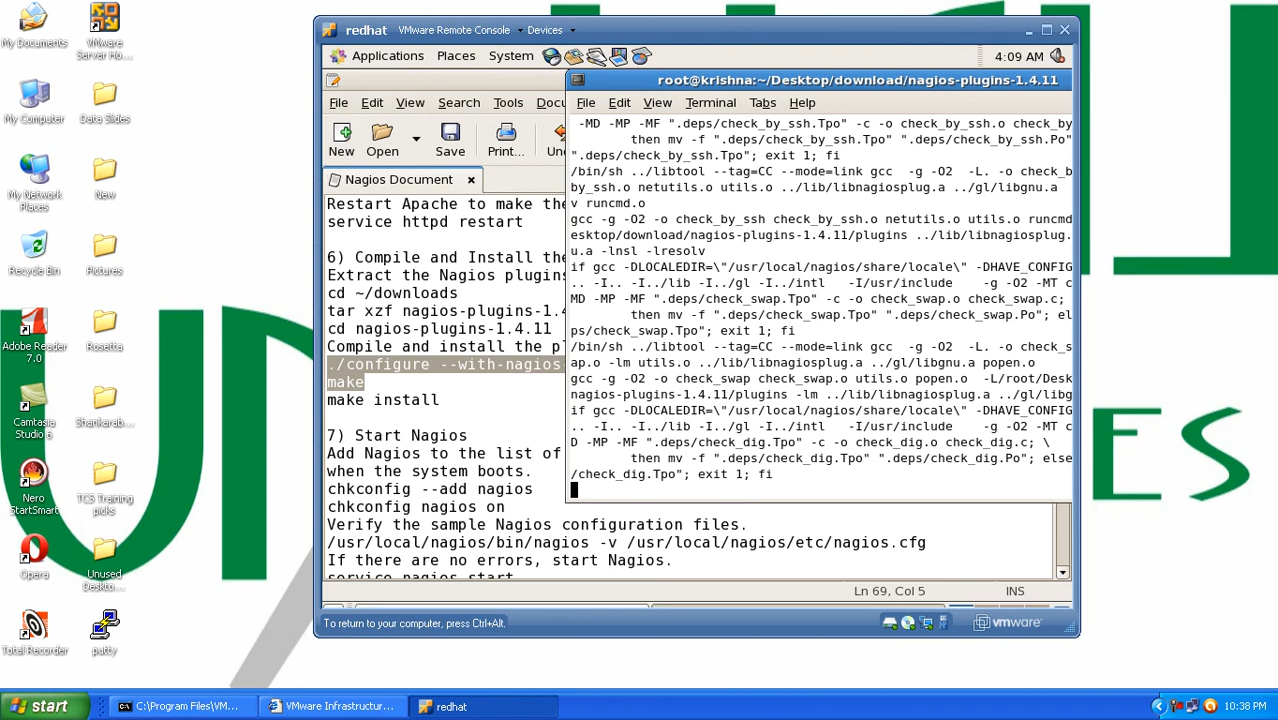 My Documents
VMware
Server Ho...
My Computer
Data Slides
My Network
Places
New
Recycle Bin
Pictures
Adobe Reader
7.0
Rosetta
Camtasia
Studio 6
Shankarab...
Nero
StartSmart
TCS Training
picks
Opera
Unused
Deskto...
Total Recorder
putty
redhat VMware Remote Console Devices
Applications Places System 4:09 AM
File Edit View Search Tools Docu
New Open Save Print... Und
Nagios Document
Restart Apache to make the
service httpd restart
6) Compile and Install the
Extract the Nagios plugins
cd ~/downloads
tar xzf nagios-plugins-1.4
cd nagios-plugins-1.4.11
Compile and install the pl
./configure --with-nagios-
make
make install
7) Start Nagios
Add Nagios to the list of
when the system boots.
chkconfig --add nagios
chkconfig nagios on
Verify the sample Nagios configuration files.
/usr/local/nagios/bin/nagios -v /usr/local/nagios/etc/nagios.cfg
If there are no errors, start Nagios.
service nagios start
Ln 69, Col 5 INS
root@krishna:~/Desktop/download/nagios-plugins-1.4.11
File Edit View Terminal Tabs Help
-MD -MP -MF ".deps/check_by_ssh.Tpo" -c -o check_by_ssh.o check_by
then mv -f ".deps/check_by_ssh.Tpo" ".deps/check_by_ssh.Po"
".deps/check_by_ssh.Tpo"; exit 1; fi
/bin/sh ../libtool --tag=CC --mode=link gcc -g -O2 -L. -o check_b
by_ssh.o netutils.o utils.o ../lib/libnagiosplug.a ../gl/libgnu.a
v runcmd.o
gcc -g -O2 -o check_by_ssh check_by_ssh.o netutils.o utils.o runcmd
esktop/download/nagios-plugins-1.4.11/plugins ../lib/libnagiosplug.
u.a -lnsl -lresolv
if gcc -DLOCALEDIR=\"/usr/local/nagios/share/locale\" -DHAVE_CONFIG
.. -I.. -I../lib -I../gl -I../intl -I/usr/include -g -O2 -MT c
MD -MP -MF ".deps/check_swap.Tpo" -c -o check_swap.o check_swap.c;
then mv -f ".deps/check_swap.Tpo" ".deps/check_swap.Po"; el
ps/check_swap.Tpo"; exit 1; fi
/bin/sh ../libtool --tag=CC --mode=link gcc -g -O2 -L. -o check_s
ap.o -lm utils.o ../lib/libnagiosplug.a ../gl/libgnu.a popen.o
gcc -g -O2 -o check_swap check_swap.o utils.o popen.o -L/root/Desk
nagios-plugins-1.4.11/plugins -lm ../lib/libnagiosplug.a ../gl/libg
if gcc -DLOCALEDIR=\"/usr/local/nagios/share/locale\" -DHAVE_CONFIG
.. -I.. -I../lib -I../gl -I../intl -I/usr/include -g -O2 -MT c
D -MP -MF ".deps/check_dig.Tpo" -c -o check_dig.o check_dig.c; \
then mv -f ".deps/check_dig.Tpo" ".deps/check_dig.Po"; else
/check_dig.Tpo"; exit 1; fi
To return to your computer, press Ctrl+Alt.
vmware
start C:\Program Files\VM... VMware Infrastructur... redhat 10:38 PM